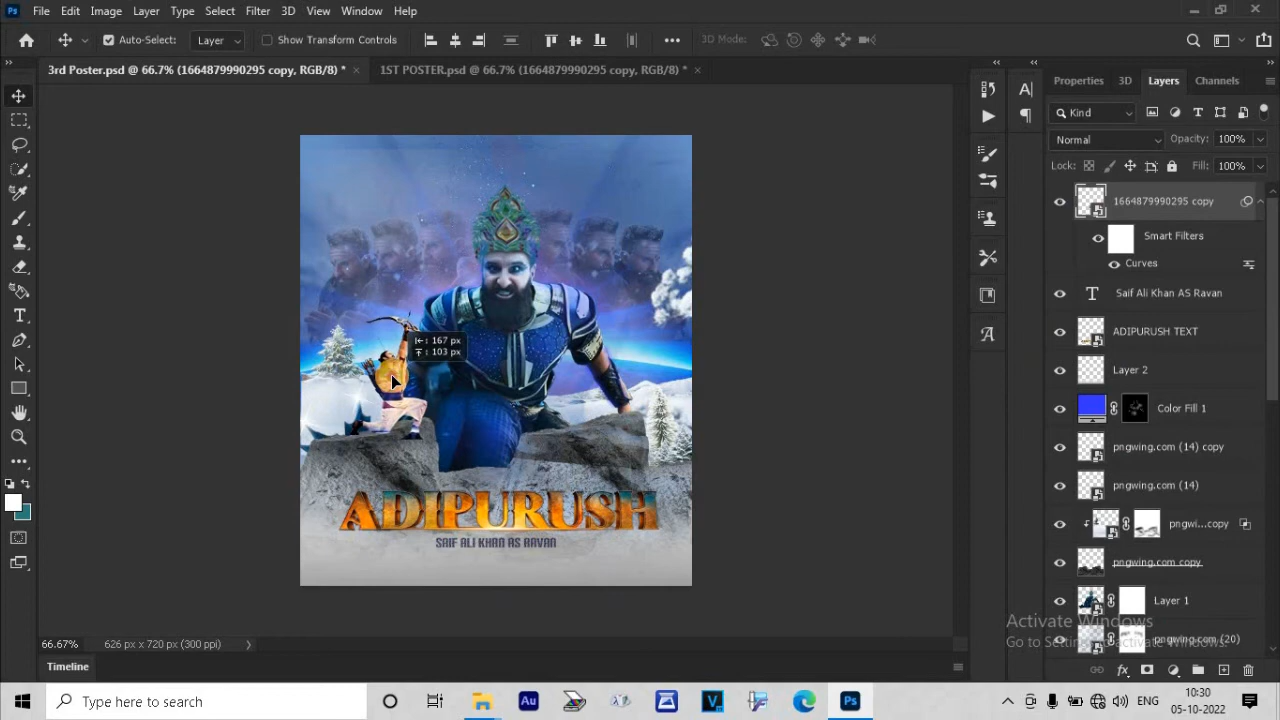 Ps File Edit Image Layer Type Select Filter 3D View Window Help
Auto-Select: Layer Show Transform Controls ••• 3D Mode:
3rd Poster.psd @ 66.7% (1664879990295 copy, RGB/8) * × 1ST POSTER.psd @ 66.7% (1664879990295 copy, RGB/8) * ×
Properties 3D Layers Channels
Kind
Normal Opacity: 100%
Lock: Fill: 100%
1664879990295 copy
Smart Filters
Curves
Saif Ali Khan AS Ravan
ADIPURUSH TEXT
Layer 2
Color Fill 1
pngwing.com (14) copy
pngwing.com (14)
pngwi...copy
pngwing.com copy
Layer 1
pngwing.com (20)
: 167 px
: 103 px
ADIPURUSH
SAIF ALI KHAN AS RAVAN
Activate Windows
Go to Settings to activate Windows.
66.67% 626 px x 720 px (300 ppi)
Timeline
Type here to search
Au
V
Ps
ENG
10:30
05-10-2022